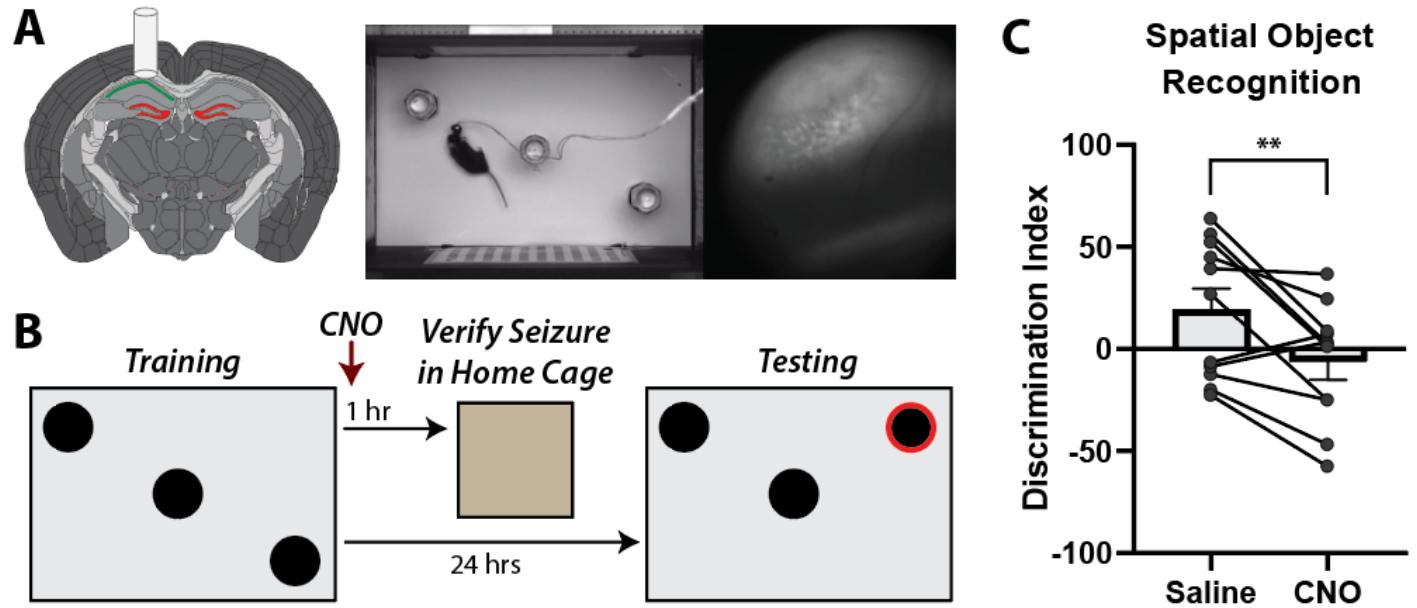 A
B
Training
CNO
1 hr
Verify Seizure
in Home Cage
24 hrs
Testing
C
Spatial Object
Recognition
**
Discrimination Index
100
50
0
-50
-100
Saline
CNO